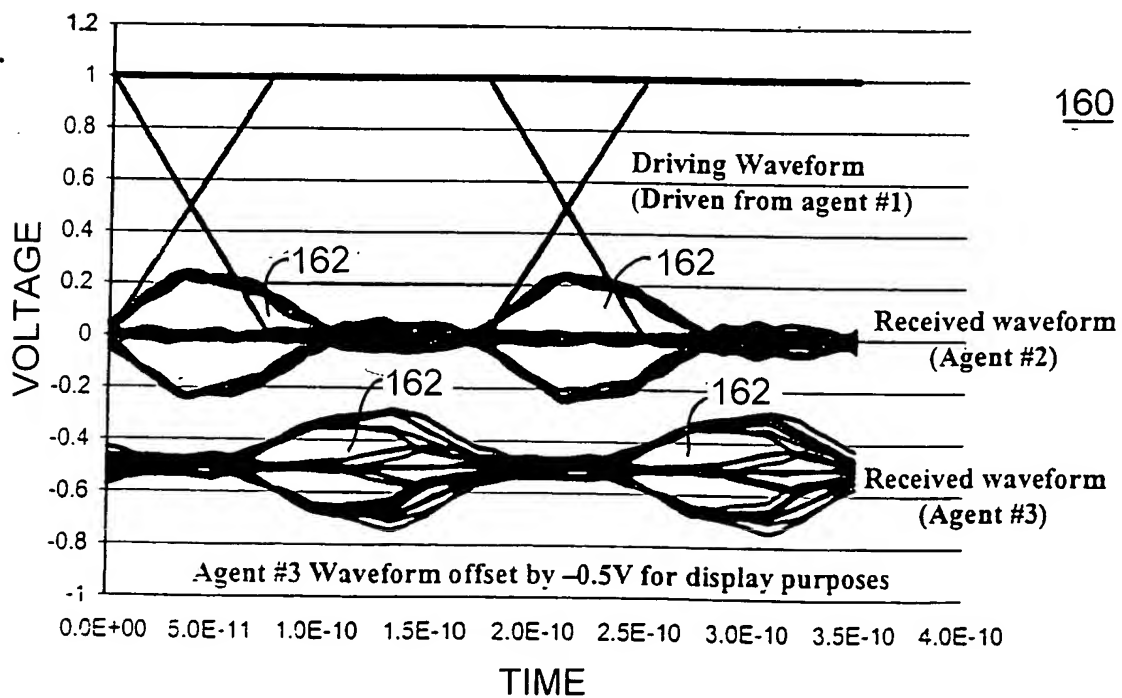 1.2
1
0.8
0.6
0.4
0.2
0
-0.2
-0.4
-0.6
-0.8
-1
VOLTAGE
160
Driving Waveform
(Driven from agent #1)
162
162
Received waveform
(Agent #2)
162
162
Received waveform
(Agent #3)
Agent #3 Waveform offset by –0.5V for display purposes
0.0E+00 5.0E-11 1.0E-10 1.5E-10 2.0E-10 2.5E-10 3.0E-10 3.5E-10 4.0E-10
TIME